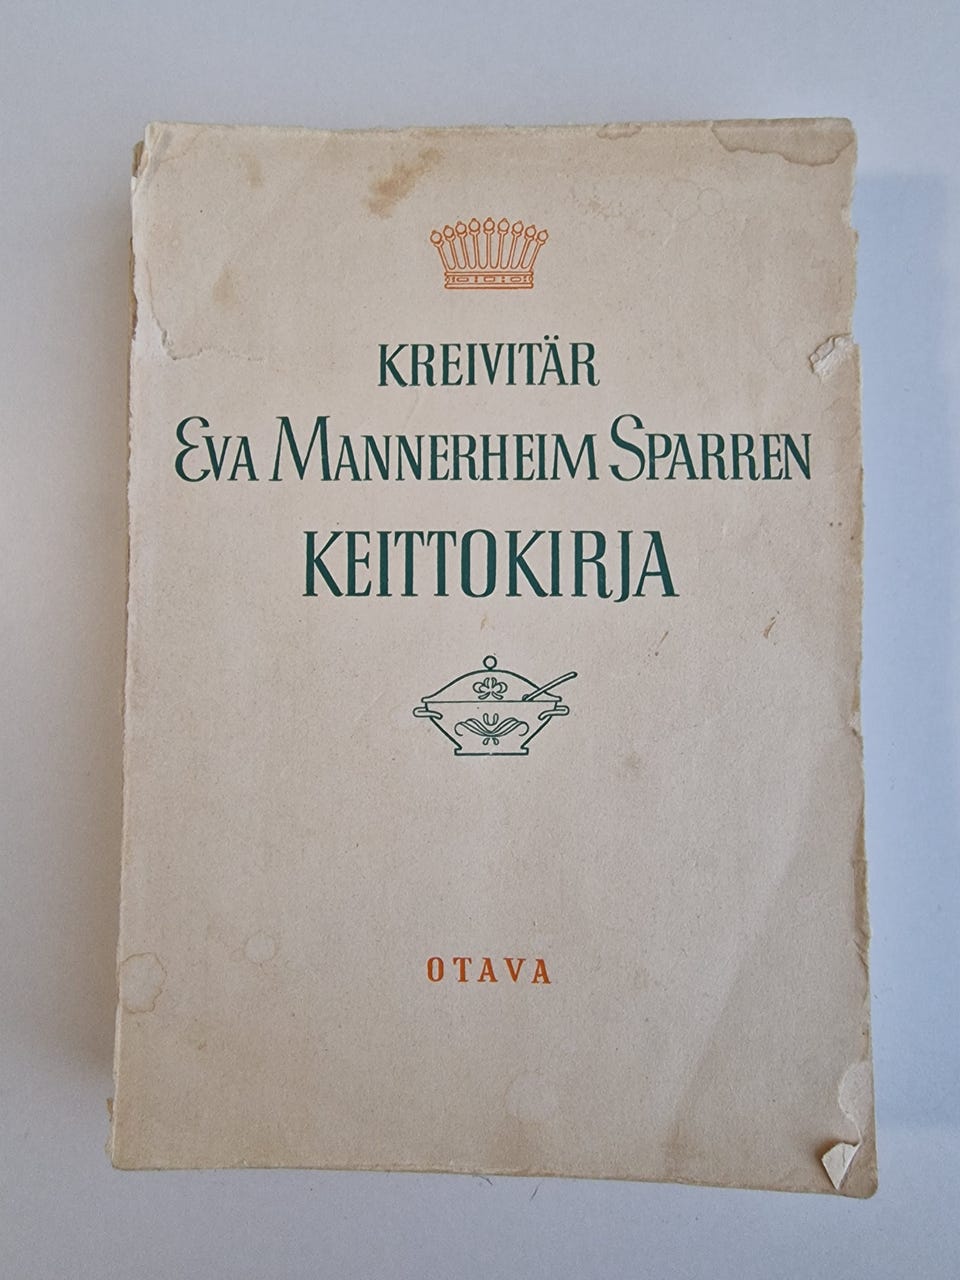 KREIVITÄR
EVA MANNERHEIM SPARREN
KEITTOKIRJA
OTAVA